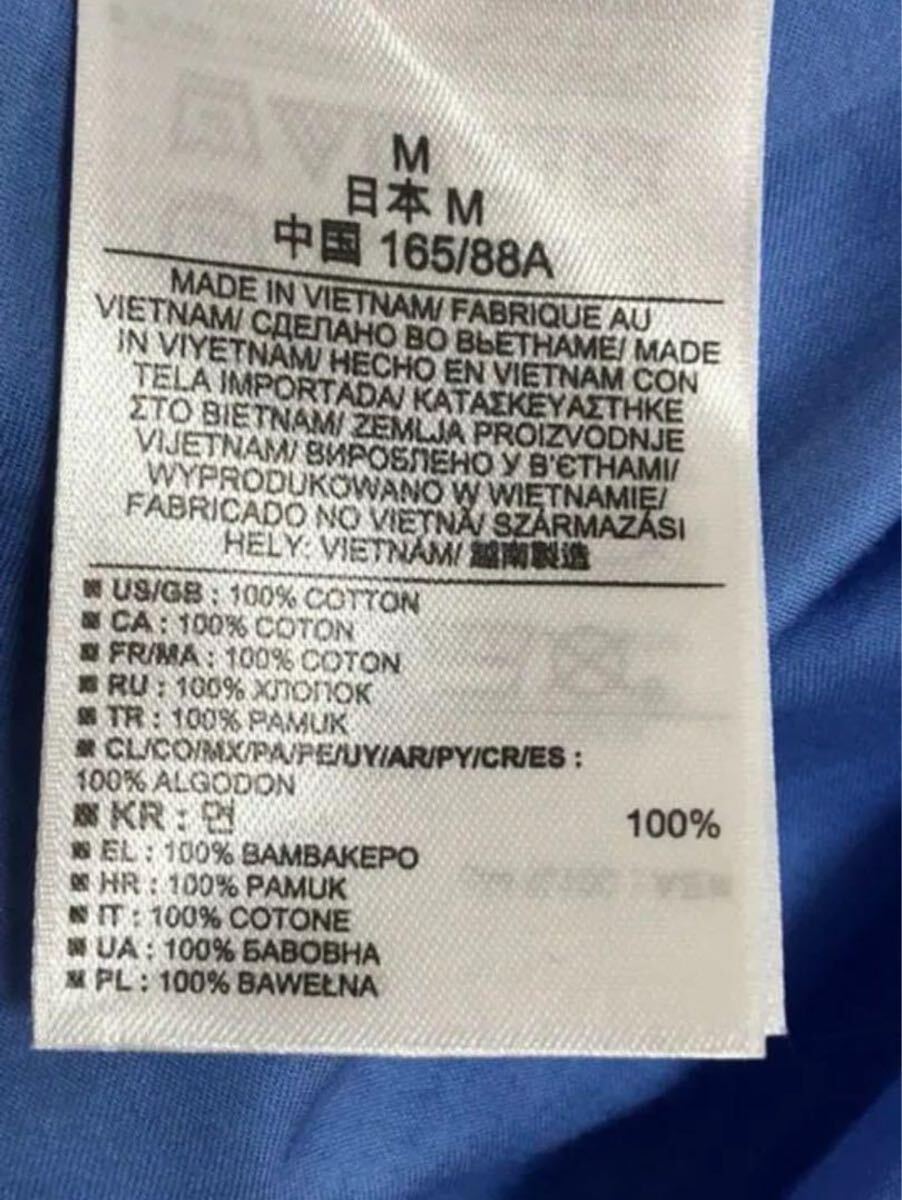 M
日本 M
中国 165/88A
MADE IN VIETNAM/ FABRIQUE AU
VIETNAM/ СДЕЛАНО ВО ВЬЕТНАМЕ/ MADE
IN VIYETNAM/ HECHO EN VIETNAM CON
TELA IMPORTADA/ ΚΑΤΑΣΚΕΥΑΣΤΗΚΕ
ΣΤΟ ΒΙΕΤΝΑΜ/ ZEMLJA PROIZVODNJE
VIJETNAM/ ВИРОБЛЕНО У В'ЄТНАМІ/
WYPRODUKOWANO W WIETNAMIE/
FABRICADO NO VIETNÃ/ SZÁRMAZÁSI
HELY: VIETNÁM/ 越南製造
US/GB : 100% COTTON
CA : 100% COTON
FR/MA : 100% COTON
RU : 100% ХЛОПОК
TR : 100% PAMUK
CL/CO/MX/PA/PE/UY/AR/PY/CR/ES :
100% ALGODON
KR : 면 100%
EL : 100% ΒΑΜΒΑΚΕΡΟ
HR : 100% PAMUK
IT : 100% COTONE
UA : 100% БАВОВНА
PL : 100% BAWEŁNA